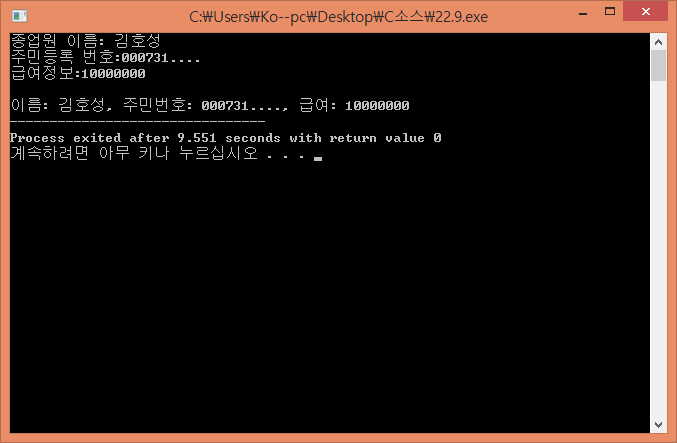 C:₩Users₩Ko--pc₩Desktop₩C소스₩22.9.exe
종업원 이름: 김호성
주민등록 번호:000731....
급여정보:10000000
이름: 김호성, 주민번호: 000731...., 급여: 10000000
--------------------------------
Process exited after 9.551 seconds with return value 0
계속하려면 아무 키나 누르십시오 . . .